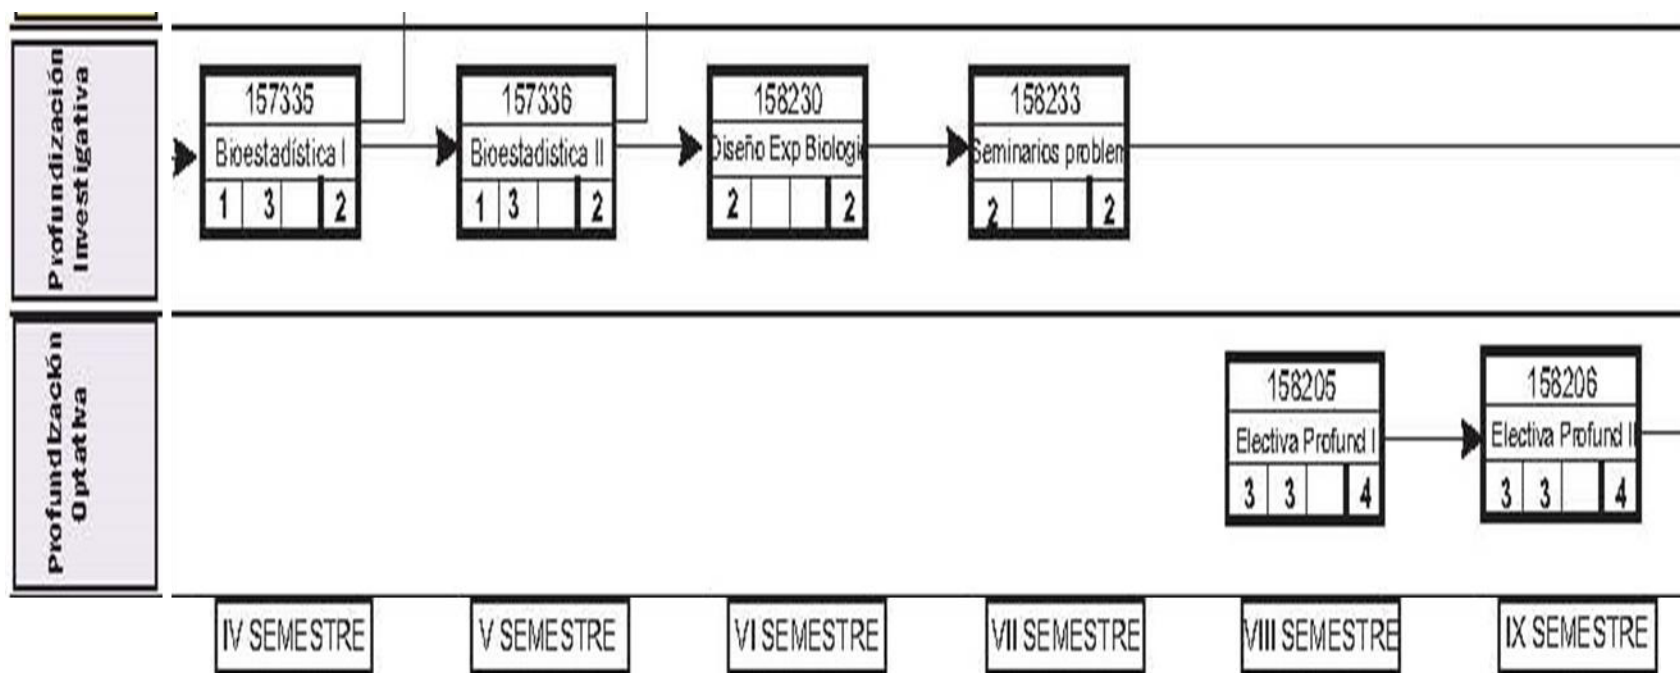 Profundización
Investigativa
157335
Bioestadística I
1 3 2
157336
Bioestadistica II
1 3 2
158230
Diseño Exp Biologi
2 2
158233
Seminarios problem
2 2
Profundización
Optativa
158205
Electiva Profund I
3 3 4
158206
Electiva Profund II
3 3 4
IV SEMESTRE
V SEMESTRE
VI SEMESTRE
VII SEMESTRE
VIII SEMESTRE
IX SEMESTRE